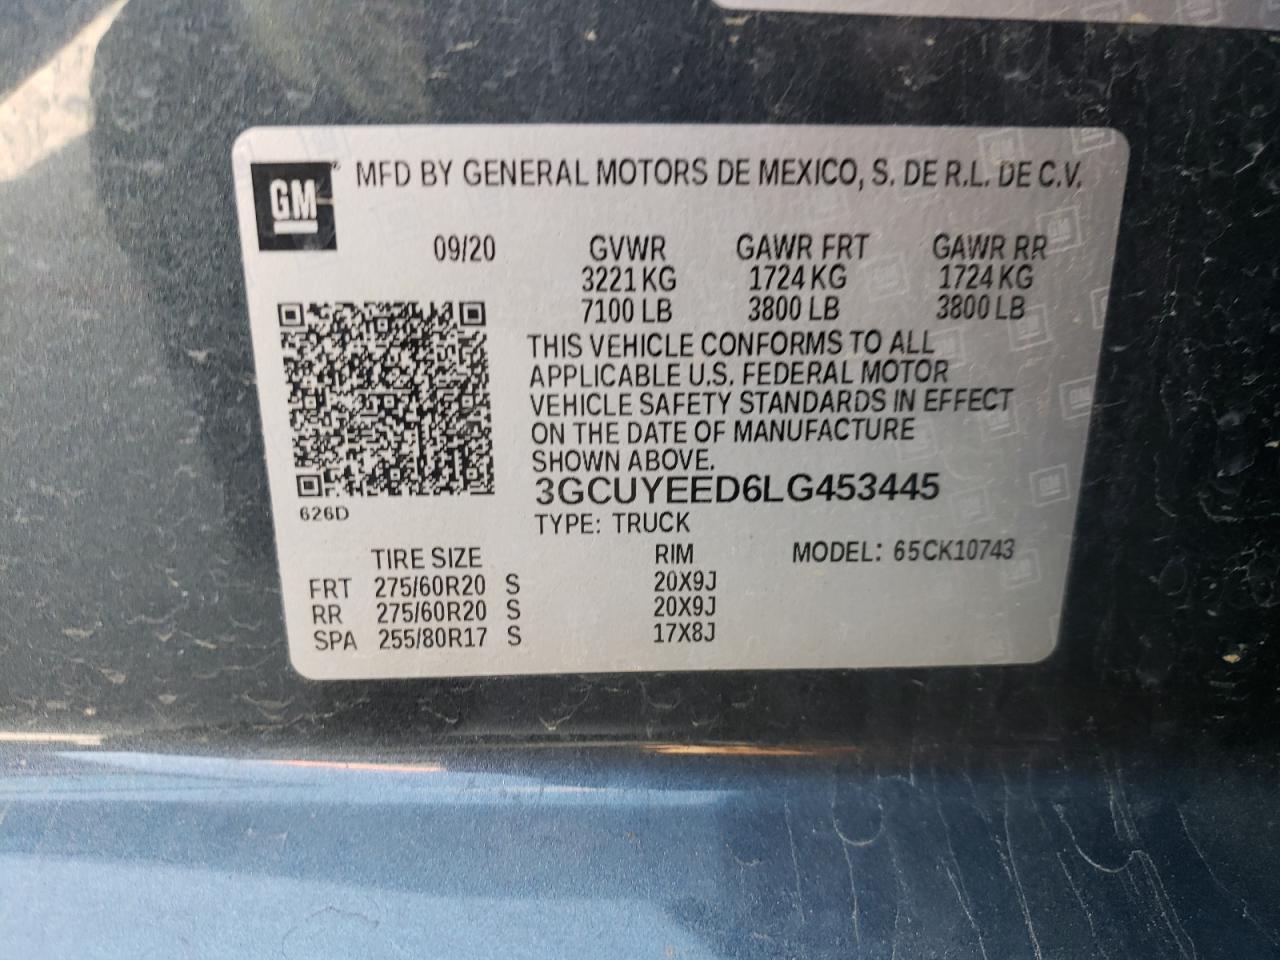 GM
MFD BY GENERAL MOTORS DE MEXICO, S. DE R.L. DE C.V.
09/20 GVWR GAWR FRT GAWR RR
3221 KG 1724 KG 1724 KG
7100 LB 3800 LB 3800 LB
THIS VEHICLE CONFORMS TO ALL
APPLICABLE U.S. FEDERAL MOTOR
VEHICLE SAFETY STANDARDS IN EFFECT
ON THE DATE OF MANUFACTURE
SHOWN ABOVE.
3GCUYEED6LG453445
626D
TYPE: TRUCK
TIRE SIZE RIM MODEL: 65CK10743
FRT 275/60R20 S 20X9J
RR 275/60R20 S 20X9J
SPA 255/80R17 S 17X8J